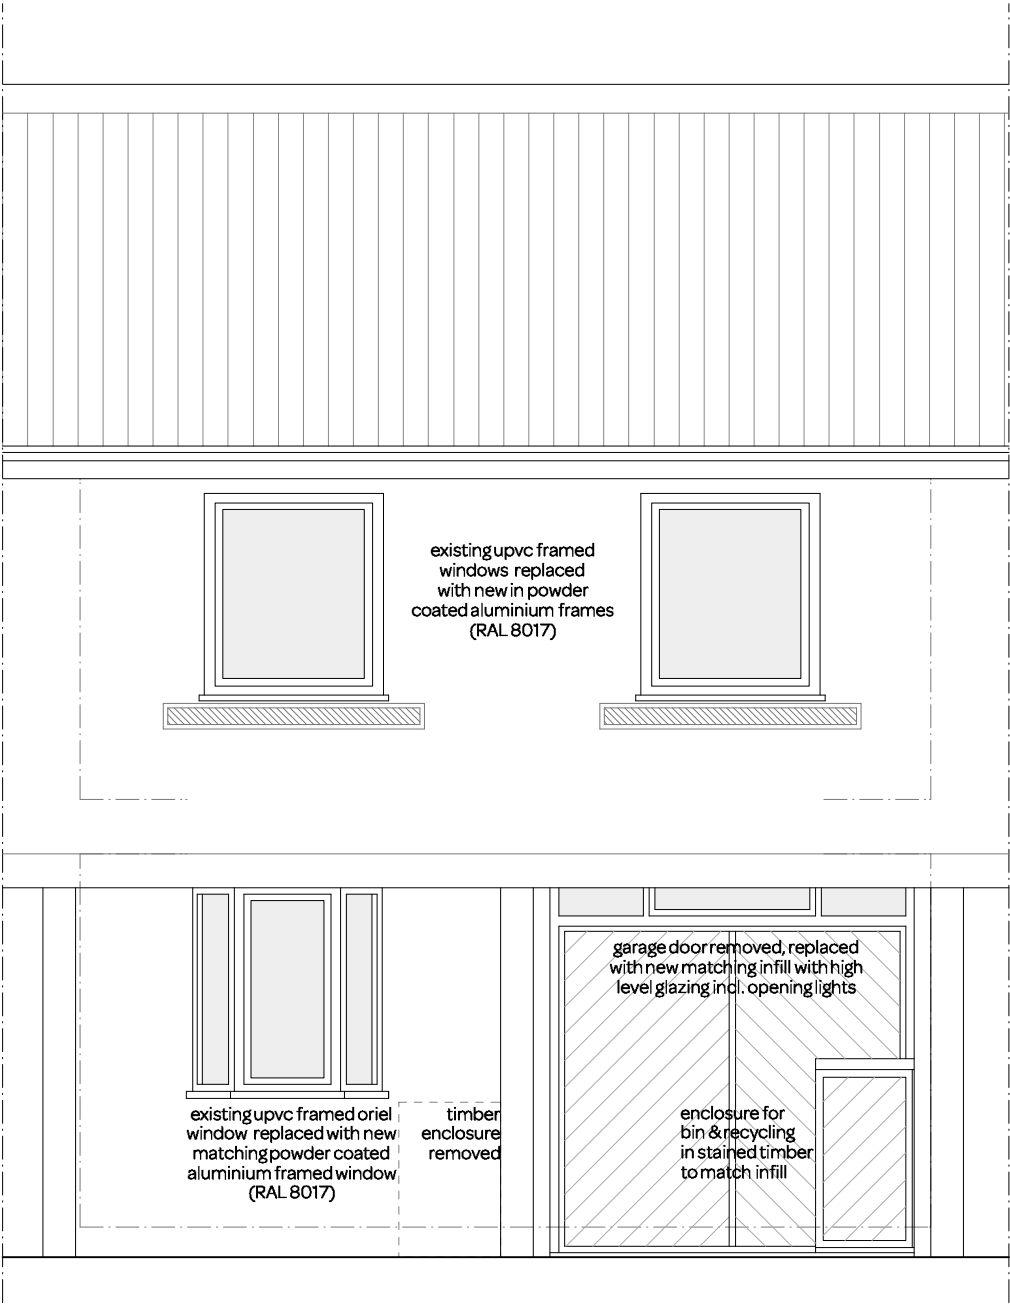 existing upvc framed
windows replaced
with new in powder
coated aluminium frames
(RAL 8017)
garage door removed, replaced
with new matching infill with high
level glazing incl. opening lights
existing upvc framed oriel
window replaced with new
matching powder coated
aluminium framed window
(RAL 8017)
timber
enclosure
removed
enclosure for
bin & recycling
in stained timber
to match infill